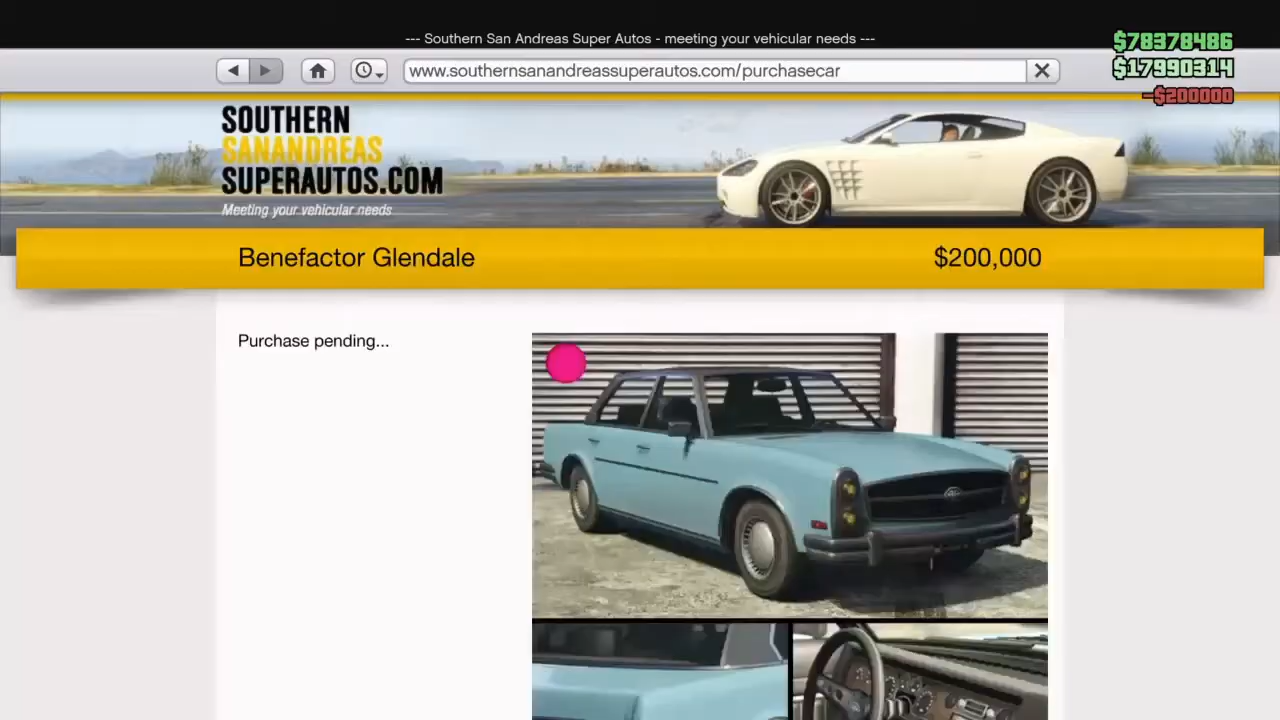 --- Southern San Andreas Super Autos - meeting your vehicular needs ---
$78378486
www.southernsanandreassuperautos.com/purchasecar
$17990314
-$200000
SOUTHERN
SANANDREAS
SUPERAUTOS.COM
Meeting your vehicular needs
Benefactor Glendale
$200,000
Purchase pending...